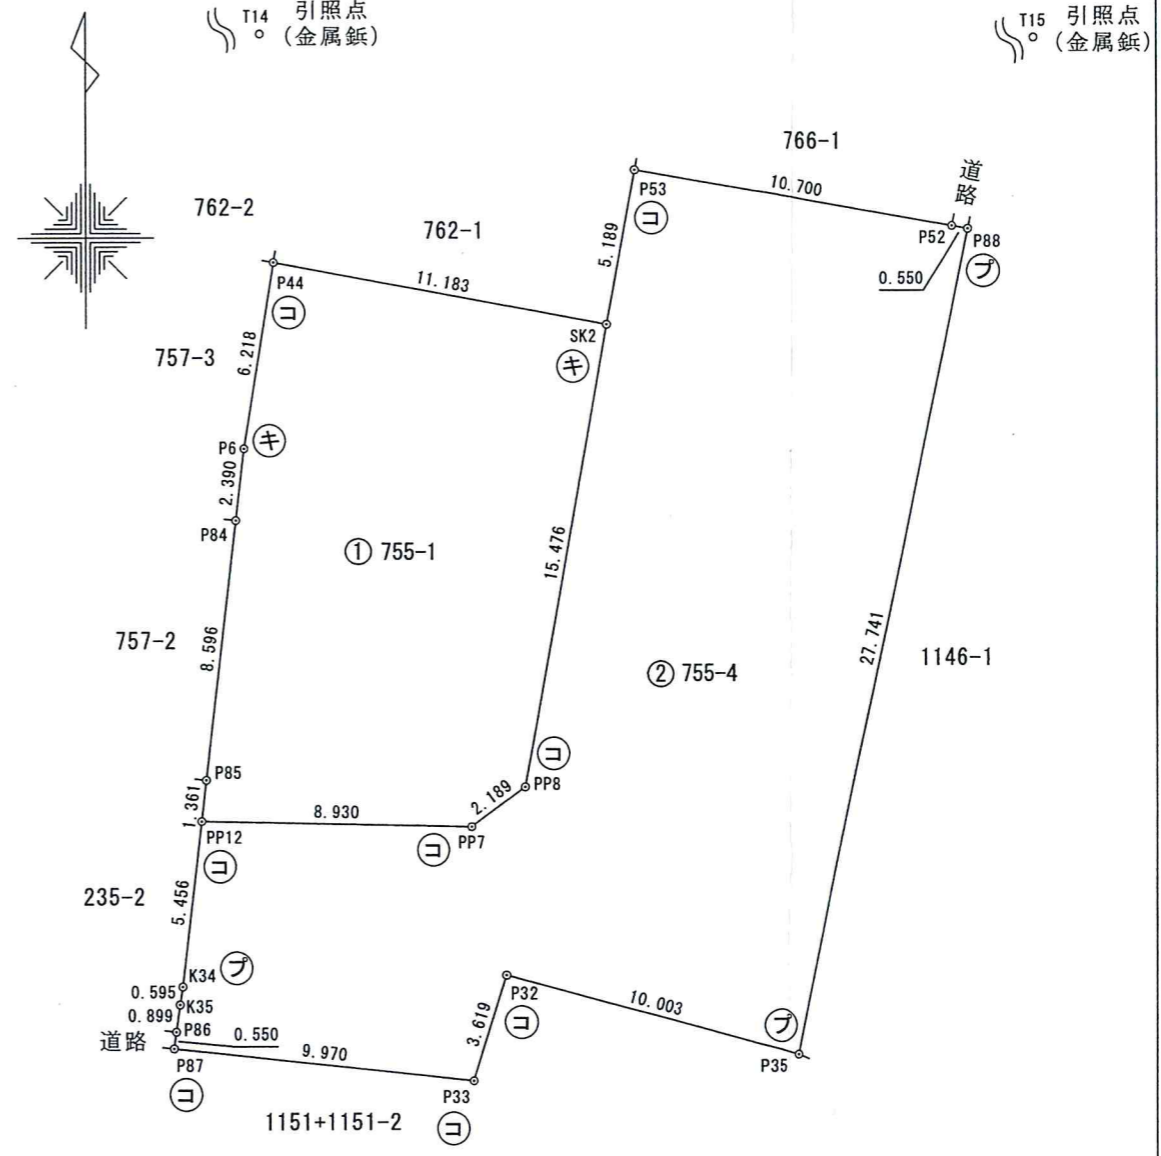 T14 引照点
(金属鋲)
T15 引照点
(金属鋲)
766-1
道路
10.700
P53
コ
P52
P88
プ
0.550
762-2
762-1
5.189
P44
コ
11.183
SK2
キ
757-3
6.218
P6
キ
2.390
P84
① 755-1
15.476
757-2
8.596
27.741
1146-1
② 755-4
コ
P85
PP8
1.361
8.930
2.189
PP12
コ
コ
PP7
235-2
5.456
K34
プ
0.595
K35
0.899
P86
道路
0.550
P87
コ
9.970
P32
コ
3.619
10.003
プ
P35
P33
コ
1151+1151-2